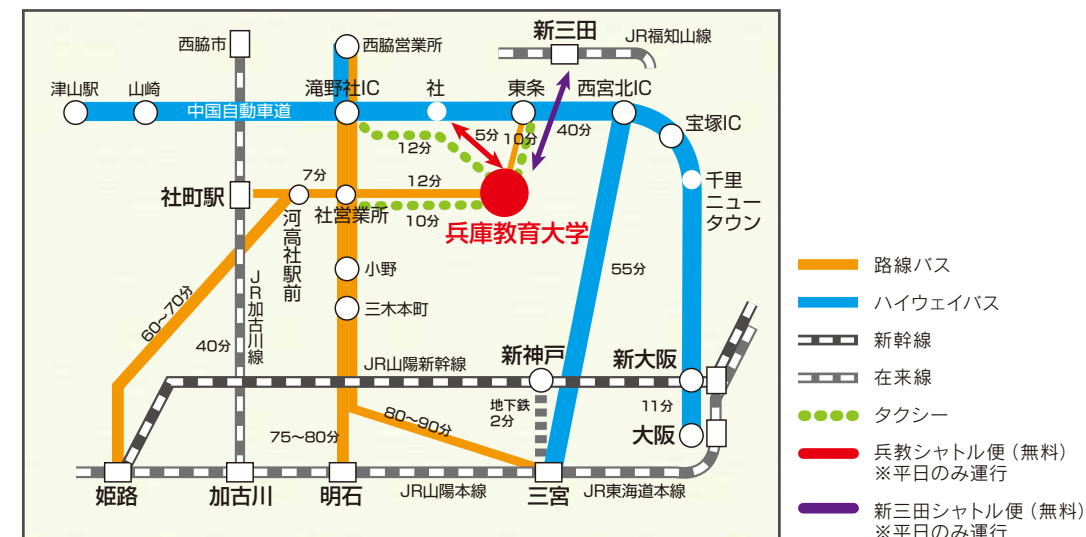 新三田
JR福知山線
西脇市
西脇営業所
津山駅
山崎
滝野社IC
社
東条
西宮北IC
中国自動車道
宝塚IC
5分
10分
40分
12分
千里
ニュー
タウン
7分
12分
社町駅
社営業所
10分
河高社駅前
兵庫教育大学
小野
55分
三木本町
JR加古川線
60〜70分
40分
JR山陽新幹線
新神戸
新大阪
地下鉄
2分
11分
80〜90分
75〜80分
大阪
姫路
加古川
明石
JR山陽本線
三宮
JR東海道本線
路線バス
ハイウェイバス
新幹線
在来線
タクシー
兵教シャトル便(無料)
※平日のみ運行
新三田シャトル便(無料)
※平日のみ運行